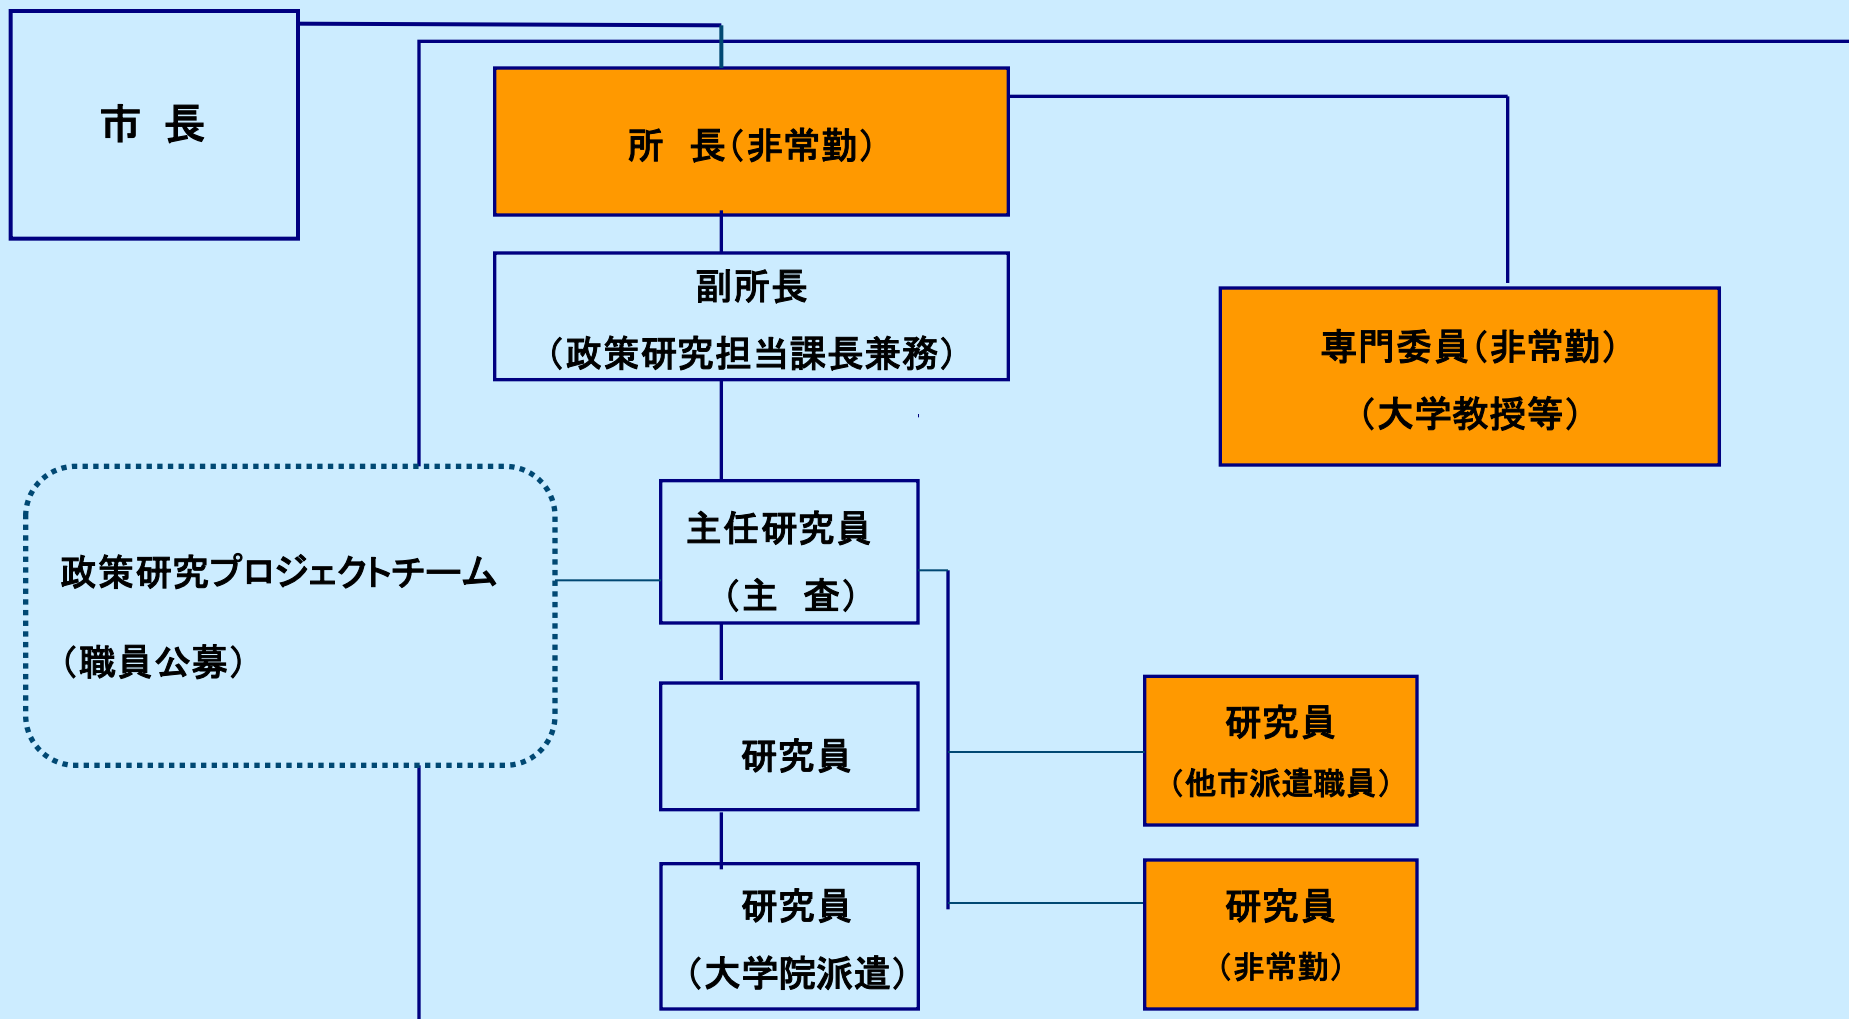 市　長
所　長（非常勤）
副所長
（政策研究担当課長兼務）
専門委員（非常勤）
（大学教授等）
主任研究員
（主　査）
政策研究プロジェクトチーム
（職員公募）
研究員
研究員
（他市派遣職員）
研究員
（大学院派遣）
研究員
（非常勤）